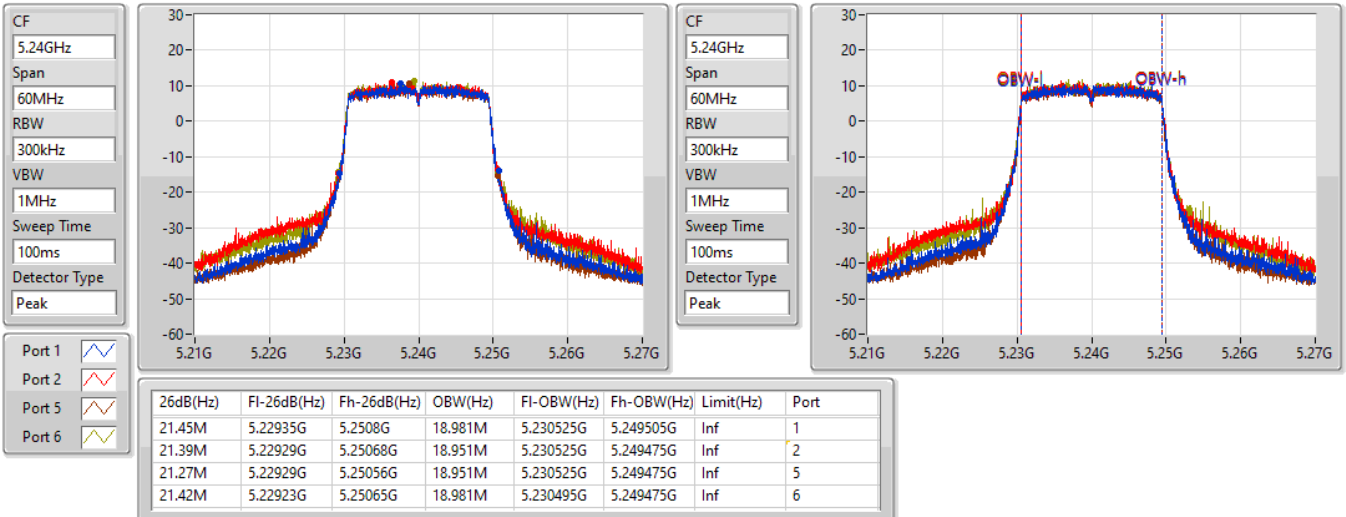 CF
5.24GHz
Span
60MHz
RBW
300kHz
VBW
1MHz
Sweep Time
100ms
Detector Type
Peak
30
20
10
0
-10
-20
-30
-40
-50
-60
5.21G 5.22G 5.23G 5.24G 5.25G 5.26G 5.27G
CF
5.24GHz
Span
60MHz
RBW
300kHz
VBW
1MHz
Sweep Time
100ms
Detector Type
Peak
30
20
10
0
-10
-20
-30
-40
-50
-60
OBW-l OBW-h
5.21G 5.22G 5.23G 5.24G 5.25G 5.26G 5.27G
Port 1
Port 2
Port 5
Port 6
26dB(Hz) Fl-26dB(Hz) Fh-26dB(Hz) OBW(Hz) Fl-OBW(Hz) Fh-OBW(Hz) Limit(Hz) Port
21.45M 5.22935G 5.2508G 18.981M 5.230525G 5.249505G Inf 1
21.39M 5.22929G 5.25068G 18.951M 5.230525G 5.249475G Inf 2
21.27M 5.22929G 5.25056G 18.951M 5.230525G 5.249475G Inf 5
21.42M 5.22923G 5.25065G 18.981M 5.230495G 5.249475G Inf 6